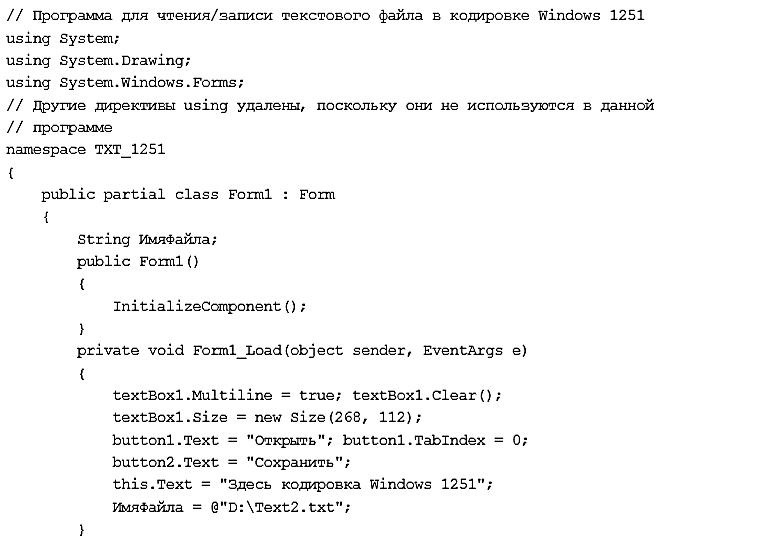 // Программа для чтения/записи текстового файла в кодировке Windows 1251
using System;
using System.Drawing;
using System.Windows.Forms;
// Другие директивы using удалены, поскольку они не используются в данной
// программе
namespace TXT_1251
{
    public partial class Form1 : Form
    {
        String ИмяФайла;
        public Form1()
        {
            InitializeComponent();
        }
        private void Form1_Load(object sender, EventArgs e)
        {
            textBox1.Multiline = true; textBox1.Clear();
            textBox1.Size = new Size(268, 112);
            button1.Text = "Открыть"; button1.TabIndex = 0;
            button2.Text = "Сохранить";
            this.Text = "Здесь кодировка Windows 1251";
            ИмяФайла = @"D:\Text2.txt";
        }